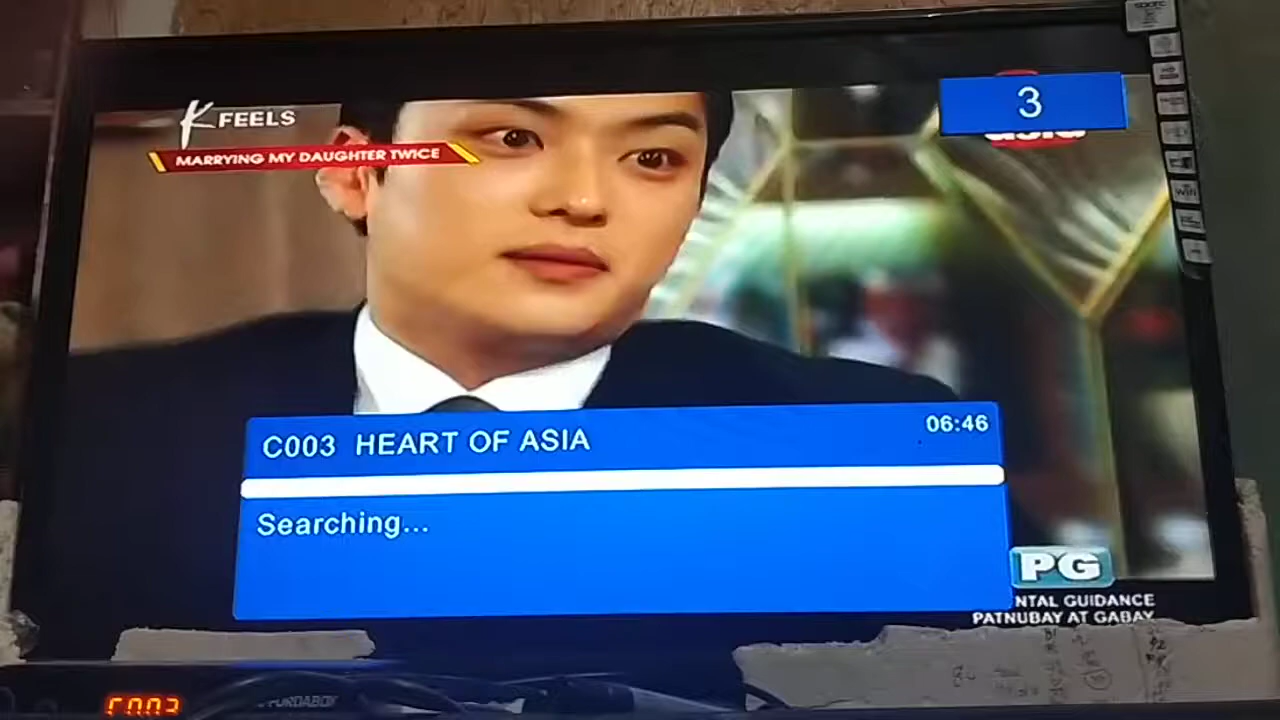 K FEELS
MARRYING MY DAUGHTER TWICE
3
asia
C003 HEART OF ASIA
06:46
Searching...
PG
NTAL GUIDANCE
PATNUBAY AT GABAY
C003